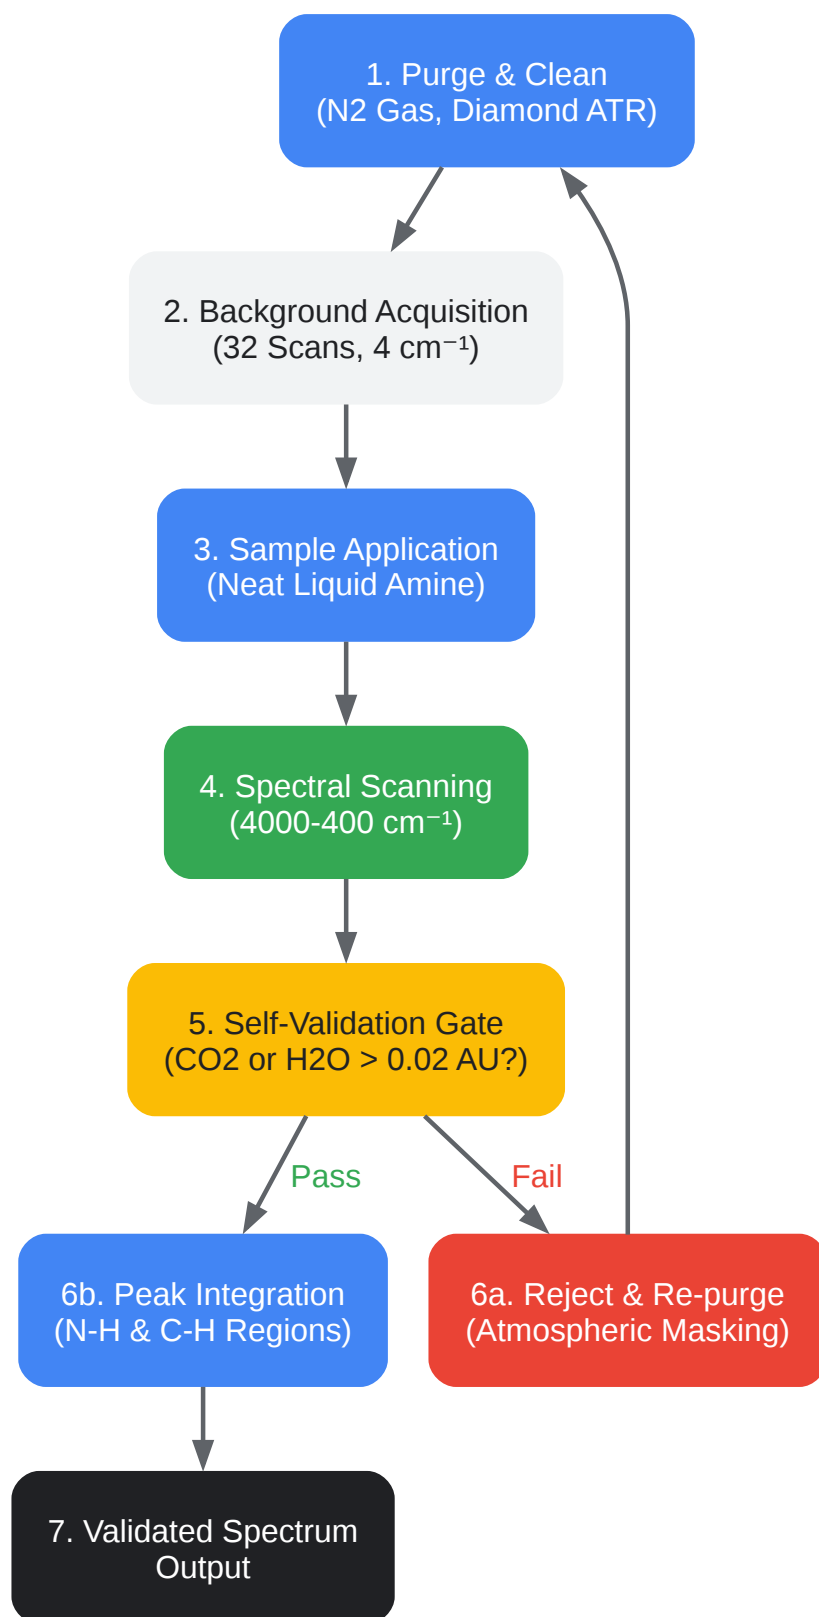 1. Purge & Clean
(N2 Gas, Diamond ATR)
2. Background Acquisition
(32 Scans, 4 cm⁻¹)
3. Sample Application
(Neat Liquid Amine)
4. Spectral Scanning
(4000-400 cm⁻¹)
5. Self-Validation Gate
(CO2 or H2O > 0.02 AU?)
Pass
Fail
6b. Peak Integration
(N-H & C-H Regions)
6a. Reject & Re-purge
(Atmospheric Masking)
7. Validated Spectrum
Output